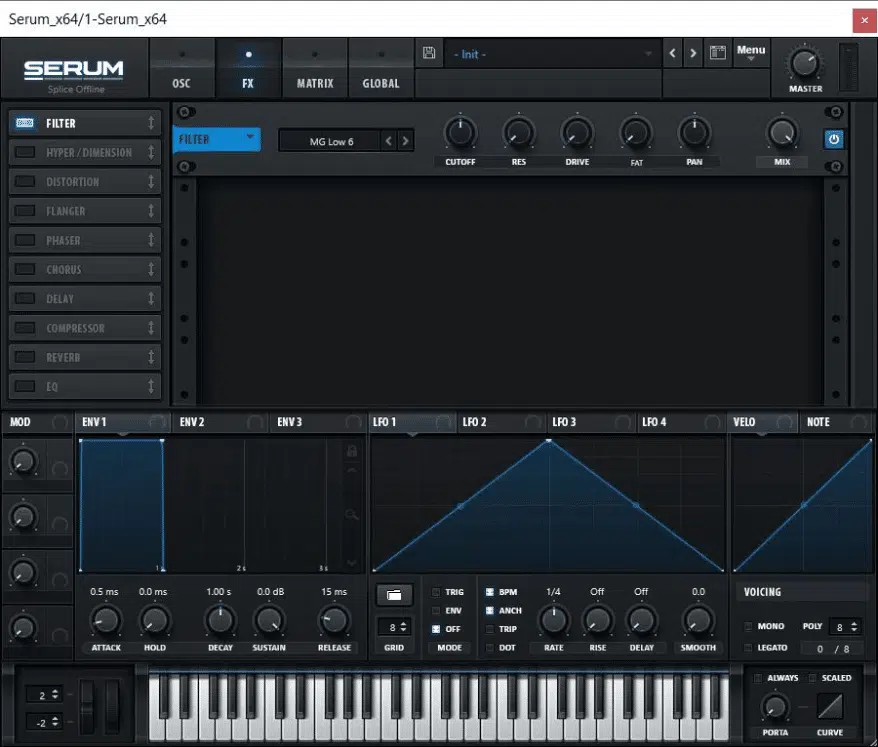 Serum_x64/1-Serum_x64
SERUM
Splice Offline
OSC FX MATRIX GLOBAL
- Init -
Menu
MASTER
FILTER
HYPER / DIMENSION
DISTORTION
FLANGER
PHASER
CHORUS
DELAY
COMPRESSOR
REVERB
EQ
FILTER
MG Low 6
CUTOFF RES DRIVE FAT PAN MIX
MOD ENV 1 ENV 2 ENV 3 LFO 1 LFO 2 LFO 3 LFO 4 VELO NOTE
1 s 2 s 3 s
0.5 ms 0.0 ms 1.00 s 0.0 dB 15 ms
ATTACK HOLD DECAY SUSTAIN RELEASE
8
GRID
TRIG
ENV
OFF
MODE
BPM
ANCH
TRIP
DOT
1/4 Off Off 0.0
RATE RISE DELAY SMOOTH
VOICING
MONO POLY 8
LEGATO 0 / 8
2
-2
ALWAYS SCALED
PORTA CURVE